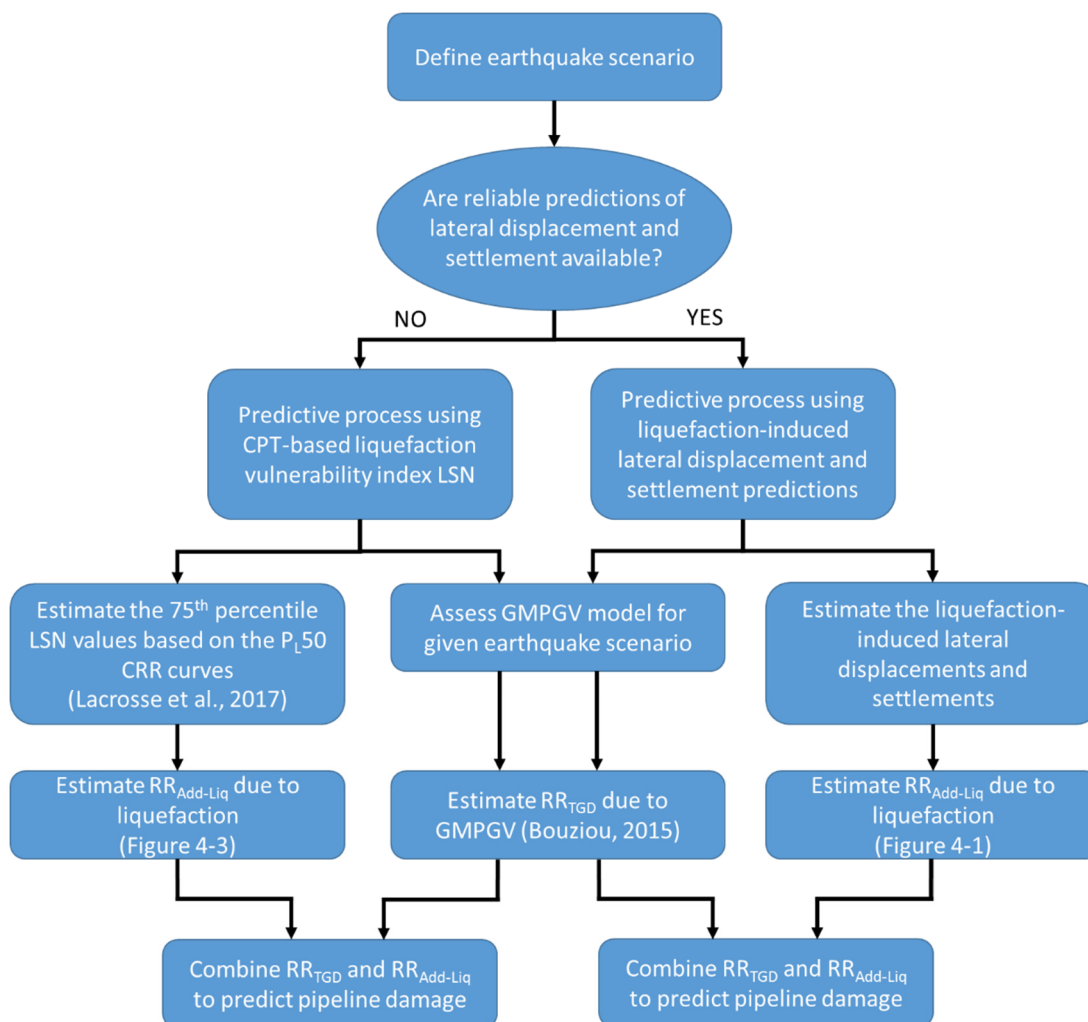 Define earthquake scenario
Are reliable predictions of
lateral displacement and
settlement available?
NO
YES
Predictive process using
CPT-based liquefaction
vulnerability index LSN
Predictive process using
liquefaction-induced
lateral displacement and
settlement predictions
Estimate the 75th percentile
LSN values based on the PL50
CRR curves
(Lacrosse et al., 2017)
Assess GMPGV model for
given earthquake scenario
Estimate the liquefaction-
induced lateral
displacements and
settlements
Estimate RRAdd-Liq due to
liquefaction
(Figure 4-3)
Estimate RRTGD due to
GMPGV (Bouziou, 2015)
Estimate RRAdd-Liq due to
liquefaction
(Figure 4-1)
Combine RRTGD and RRAdd-Liq
to predict pipeline damage
Combine RRTGD and RRAdd-Liq
to predict pipeline damage